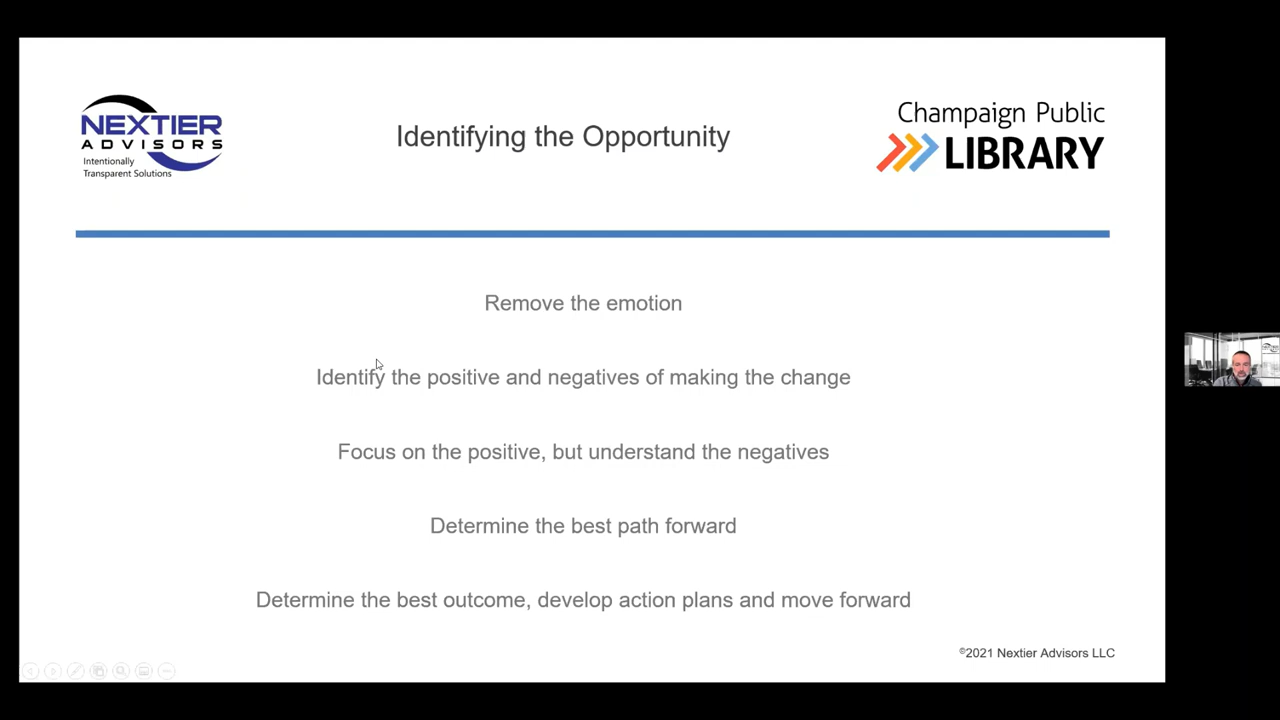 NEXTIER
ADVISORS
Intentionally
Transparent Solutions
Identifying the Opportunity
Champaign Public
LIBRARY
Remove the emotion
Identify the positive and negatives of making the change
Focus on the positive, but understand the negatives
Determine the best path forward
Determine the best outcome, develop action plans and move forward
©2021 Nextier Advisors LLC
NEXTIER